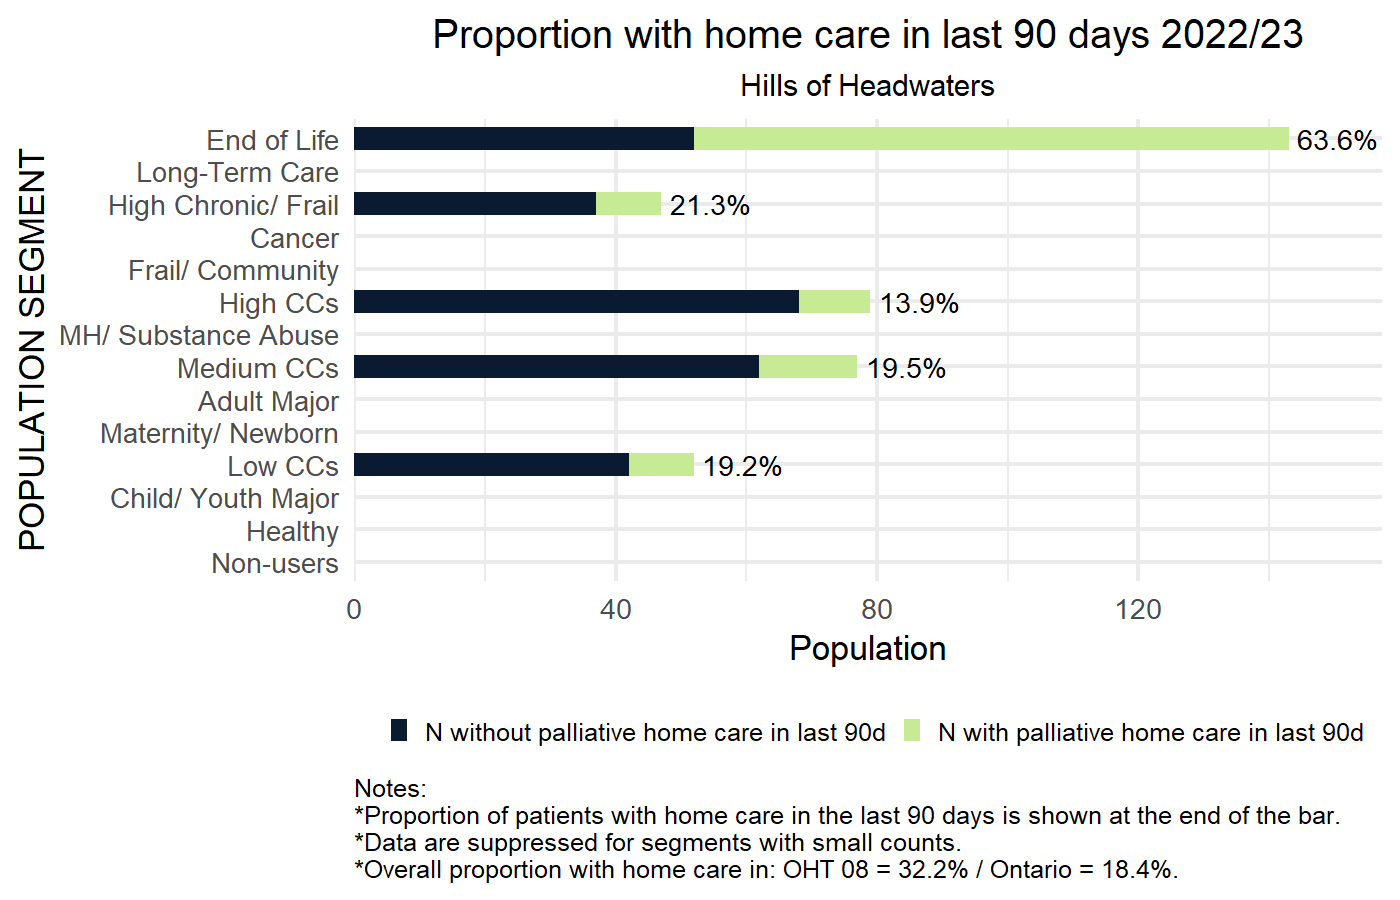 Proportion with home care in last 90 days 2022/23
Hills of Headwaters
POPULATION SEGMENT
End of Life 63.6%
Long-Term Care
High Chronic/ Frail 21.3%
Cancer
Frail/ Community
High CCs 13.9%
MH/ Substance Abuse
Medium CCs 19.5%
Adult Major
Maternity/ Newborn
Low CCs 19.2%
Child/ Youth Major
Healthy
Non-users
0 40 80 120
Population
N without palliative home care in last 90d N with palliative home care in last 90d
Notes:
*Proportion of patients with home care in the last 90 days is shown at the end of the bar.
*Data are suppressed for segments with small counts.
*Overall proportion with home care in: OHT 08 = 32.2% / Ontario = 18.4%.